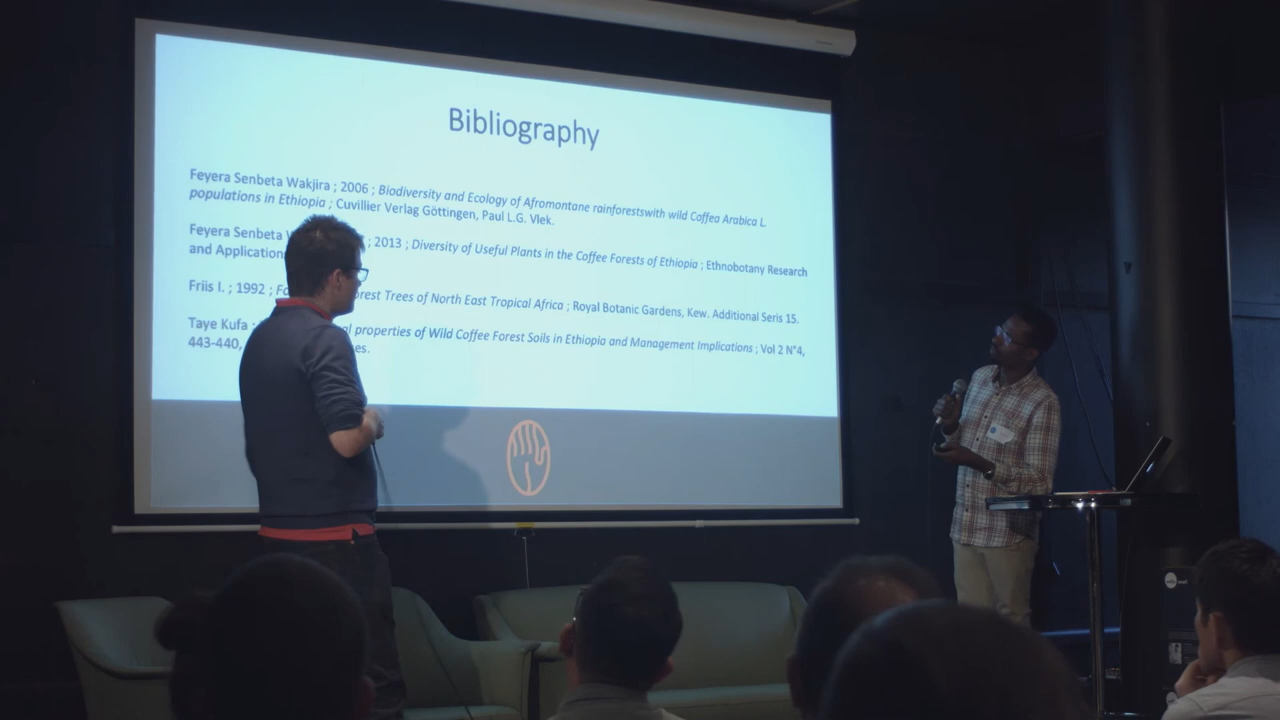 Bibliography
Feyera Senbeta Wakjira ; 2006 ; Biodiversity and Ecology of Afromontane rainforestswith wild Coffea Arabica L.
populations in Ethiopia ; Cuvillier Verlag Göttingen, Paul L.G. Vlek.
Feyera Senbeta ; 2013 ; Diversity of Useful Plants in the Coffee Forests of Ethiopia ; Ethnobotany Research
and Application
Friis I. ; 1992 ; Fo orest Trees of North East Tropical Africa ; Royal Botanic Gardens, Kew. Additional Seris 15.
Taye Kufa ; al properties of Wild Coffee Forest Soils in Ethiopia and Management Implications ; Vol 2 N°4,
443-440, es.